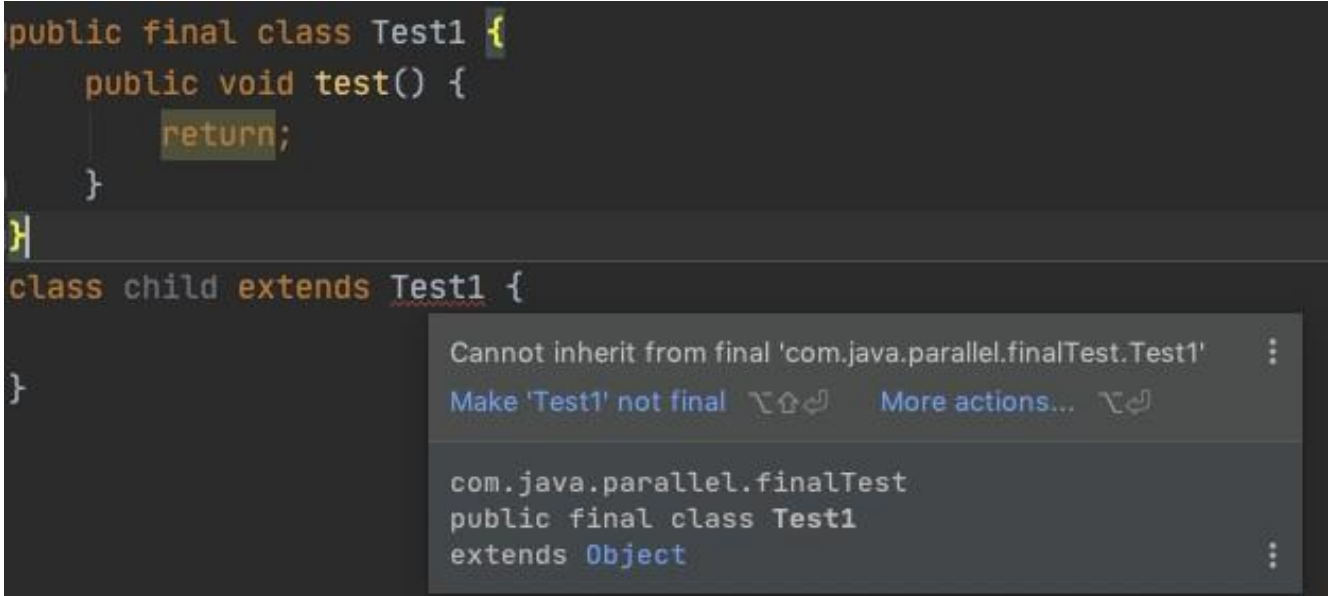 public final class Test1 {
public void test() {
return;
}
}
class child extends Test1 {
Cannot inherit from final 'com.java.parallel.finalTest.Test1'
}
Make 'Test1' not final ⌥⇧⏎ More actions... ⌥⏎
com.java.parallel.finalTest
public final class Test1
extends Object